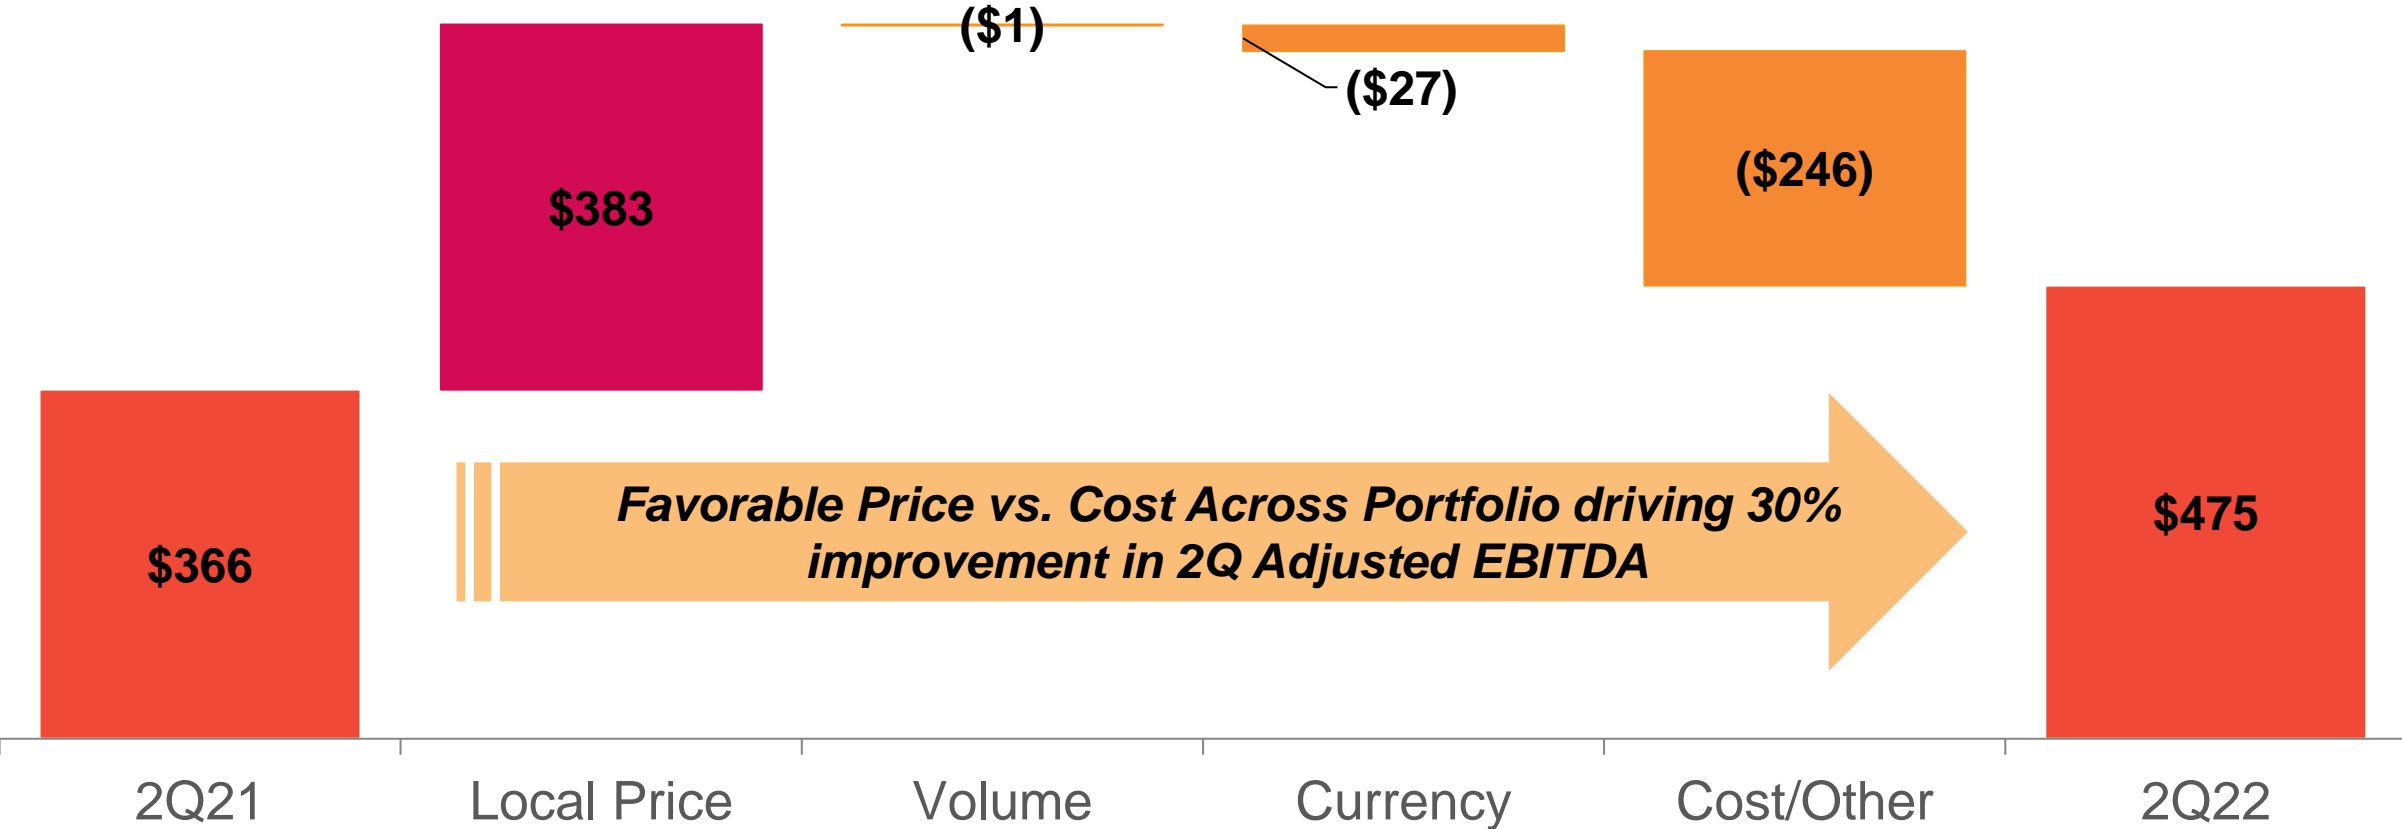 ($1)
($27)
($246)
$383
$366
Favorable Price vs. Cost Across Portfolio driving 30%
improvement in 2Q Adjusted EBITDA
$475
2Q21
Local Price
Volume
Currency
Cost/Other
2Q22